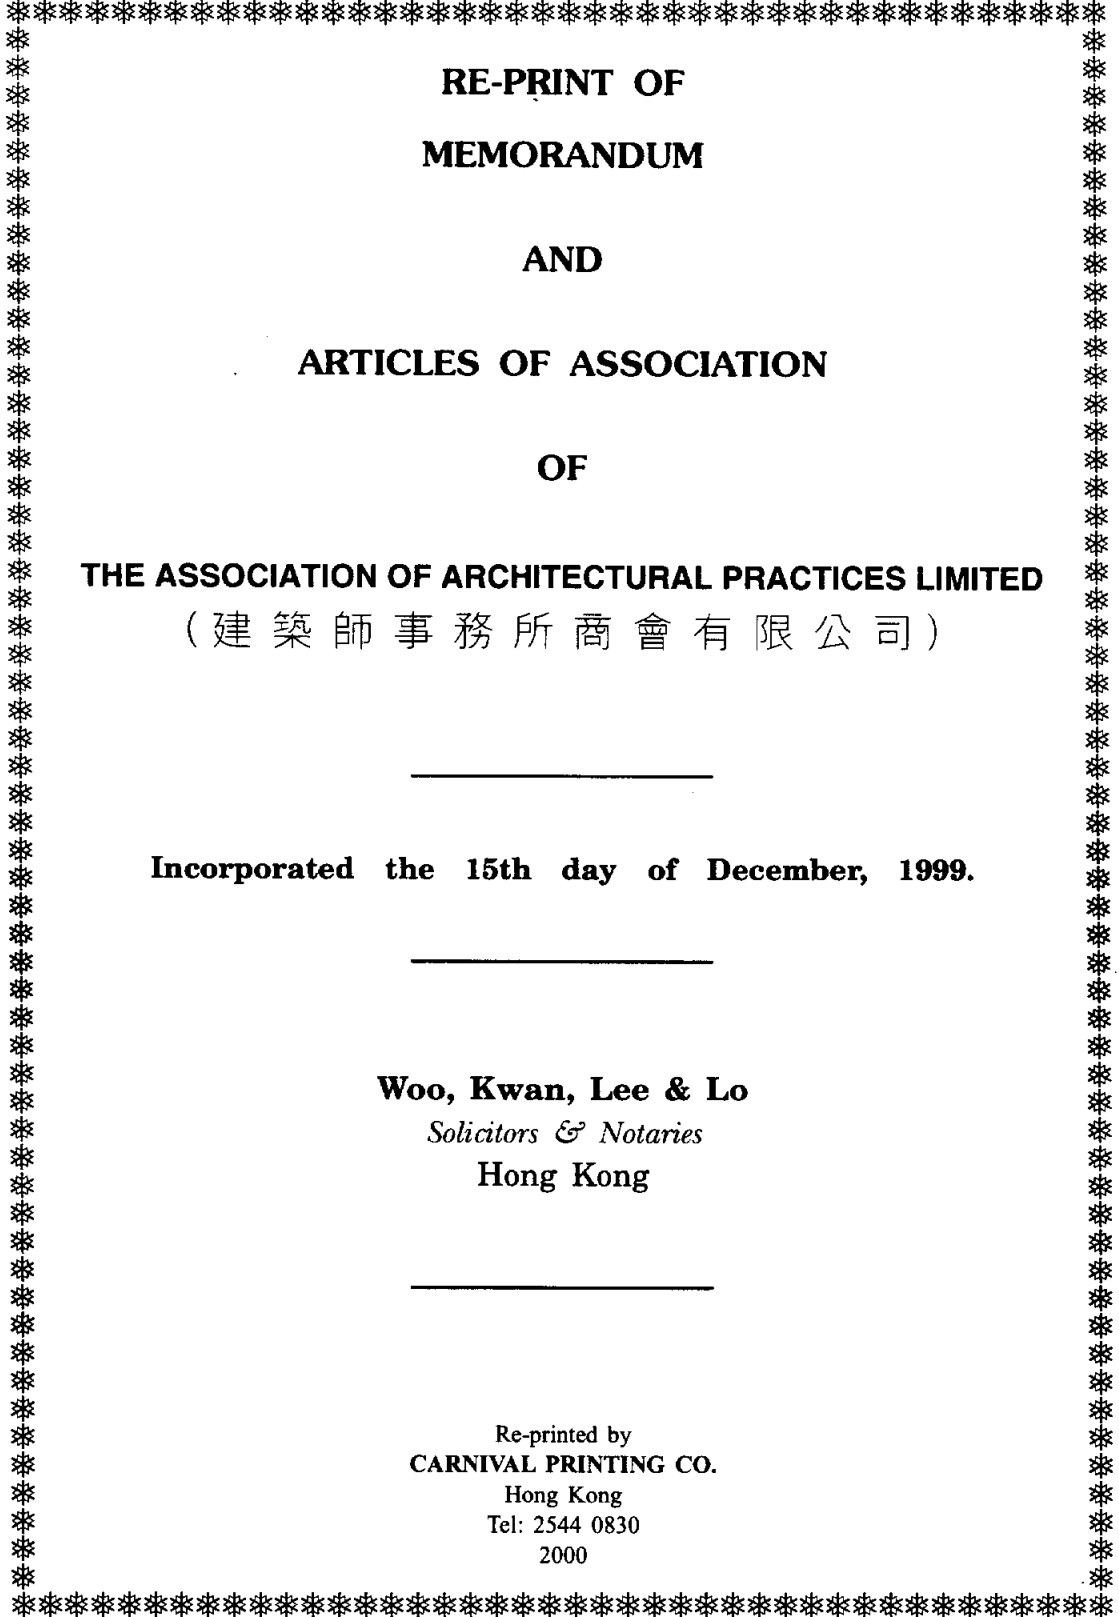 RE-PRINT OF
MEMORANDUM
AND
ARTICLES OF ASSOCIATION
OF
THE ASSOCIATION OF ARCHITECTURAL PRACTICES LIMITED
(建築師事務所商會有限公司)
Incorporated the 15th day of December, 1999.
Woo, Kwan, Lee & Lo
Solicitors & Notaries
Hong Kong
Re-printed by
CARNIVAL PRINTING CO.
Hong Kong
Tel: 2544 0830
2000